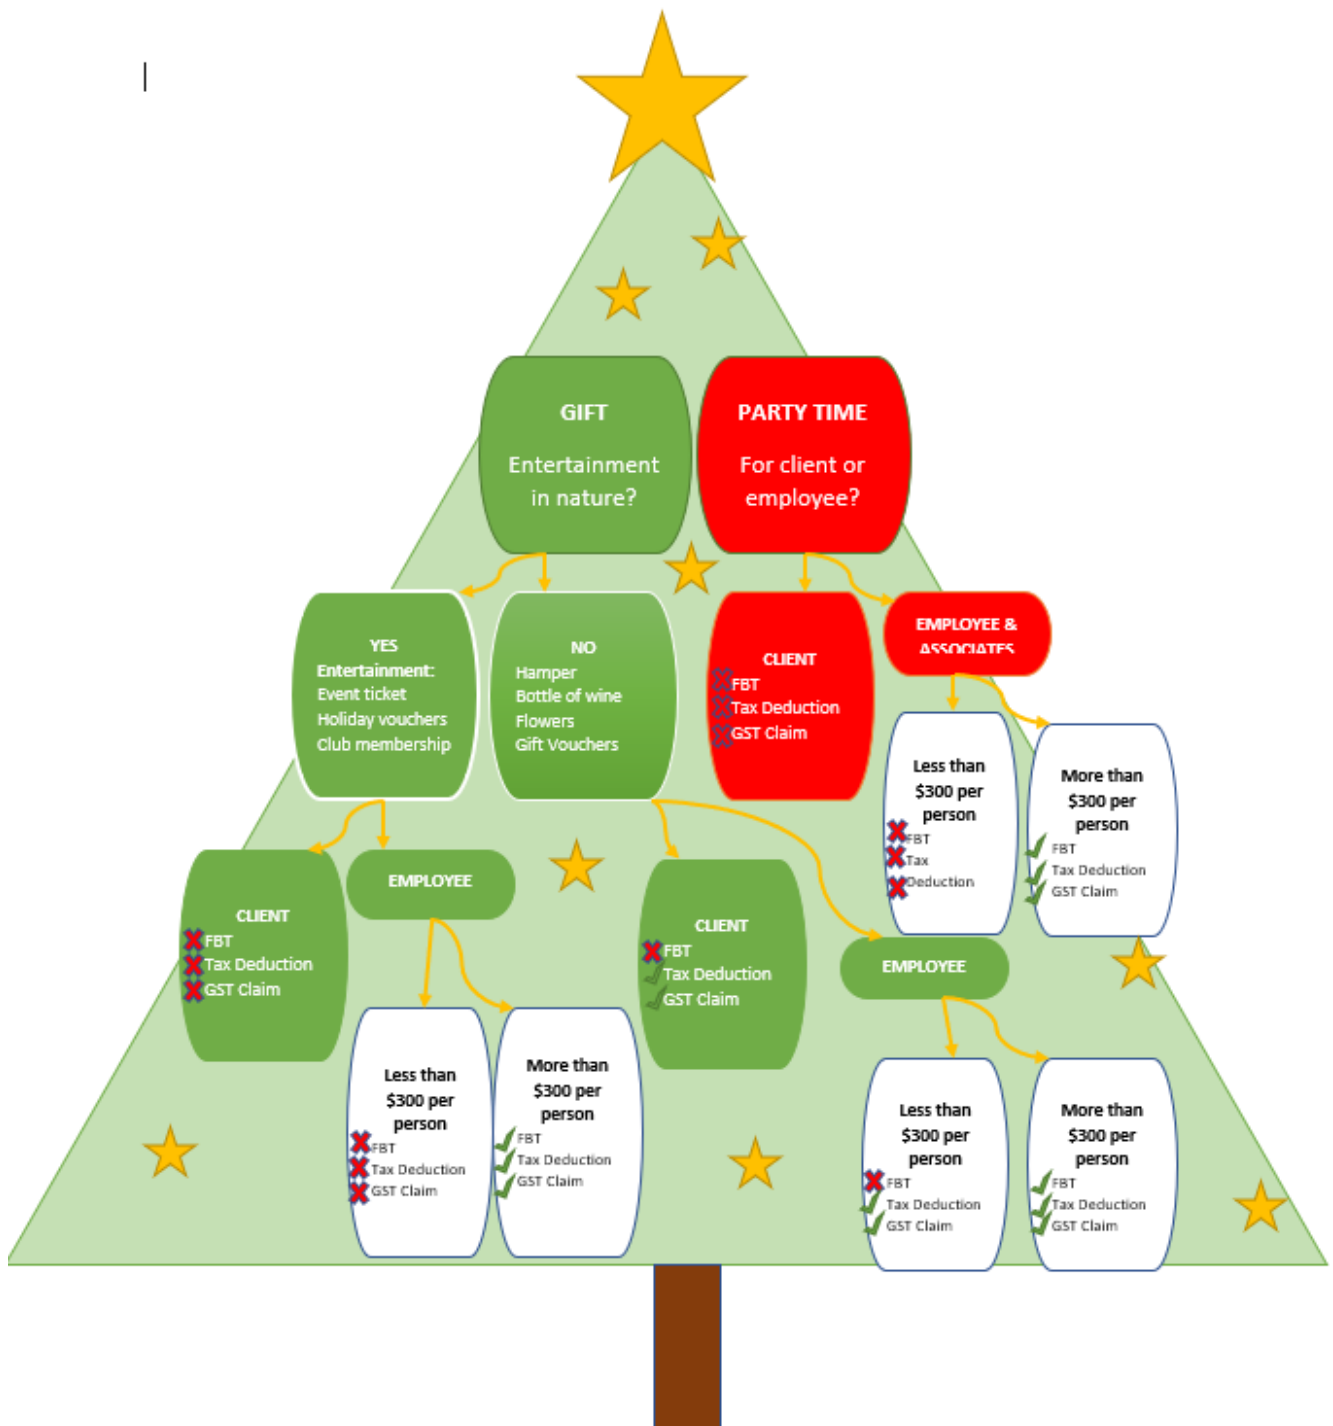 GIFT
Entertainment
in nature?
PARTY TIME
For client or
employee?
YES
Entertainment:
Event ticket
Holiday vouchers
Club membership
NO
Hamper
Bottle of wine
Flowers
Gift Vouchers
CLIENT
FBT
Tax Deduction
GST Claim
EMPLOYEE &
ASSOCIATES
Less than
$300 per
person
FBT
Tax
Deduction
More than
$300 per
person
FBT
Tax Deduction
GST Claim
CLIENT
FBT
Tax Deduction
GST Claim
EMPLOYEE
Less than
$300 per
person
FBT
Tax Deduction
GST Claim
More than
$300 per
person
FBT
Tax Deduction
GST Claim
CLIENT
FBT
Tax Deduction
GST Claim
EMPLOYEE
Less than
$300 per
person
FBT
Tax Deduction
GST Claim
More than
$300 per
person
FBT
Tax Deduction
GST Claim